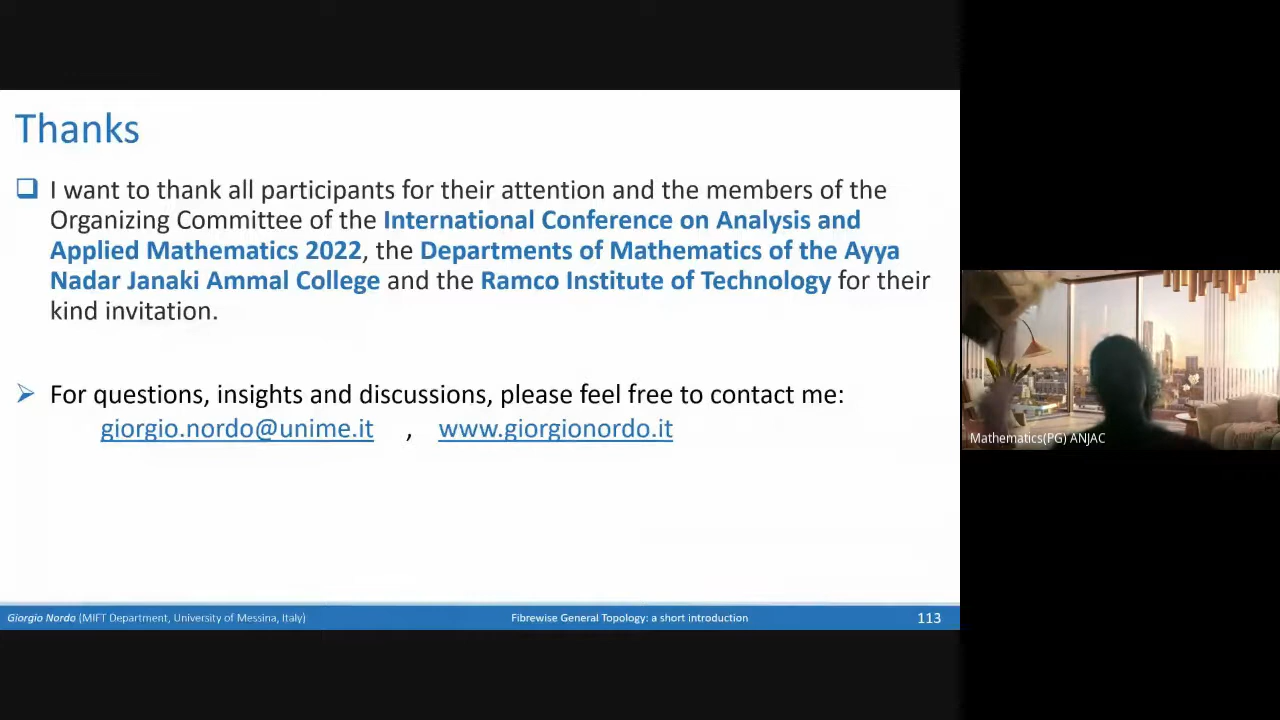 Thanks
I want to thank all participants for their attention and the members of the
Organizing Committee of the International Conference on Analysis and
Applied Mathematics 2022, the Departments of Mathematics of the Ayya
Nadar Janaki Ammal College and the Ramco Institute of Technology for their
kind invitation.
For questions, insights and discussions, please feel free to contact me:
giorgio.nordo@unime.it , www.giorgionordo.it
Mathematics(PG) ANJAC
Giorgio Nordo (MIFT Department, University of Messina, Italy) Fibrewise General Topology: a short introduction 113